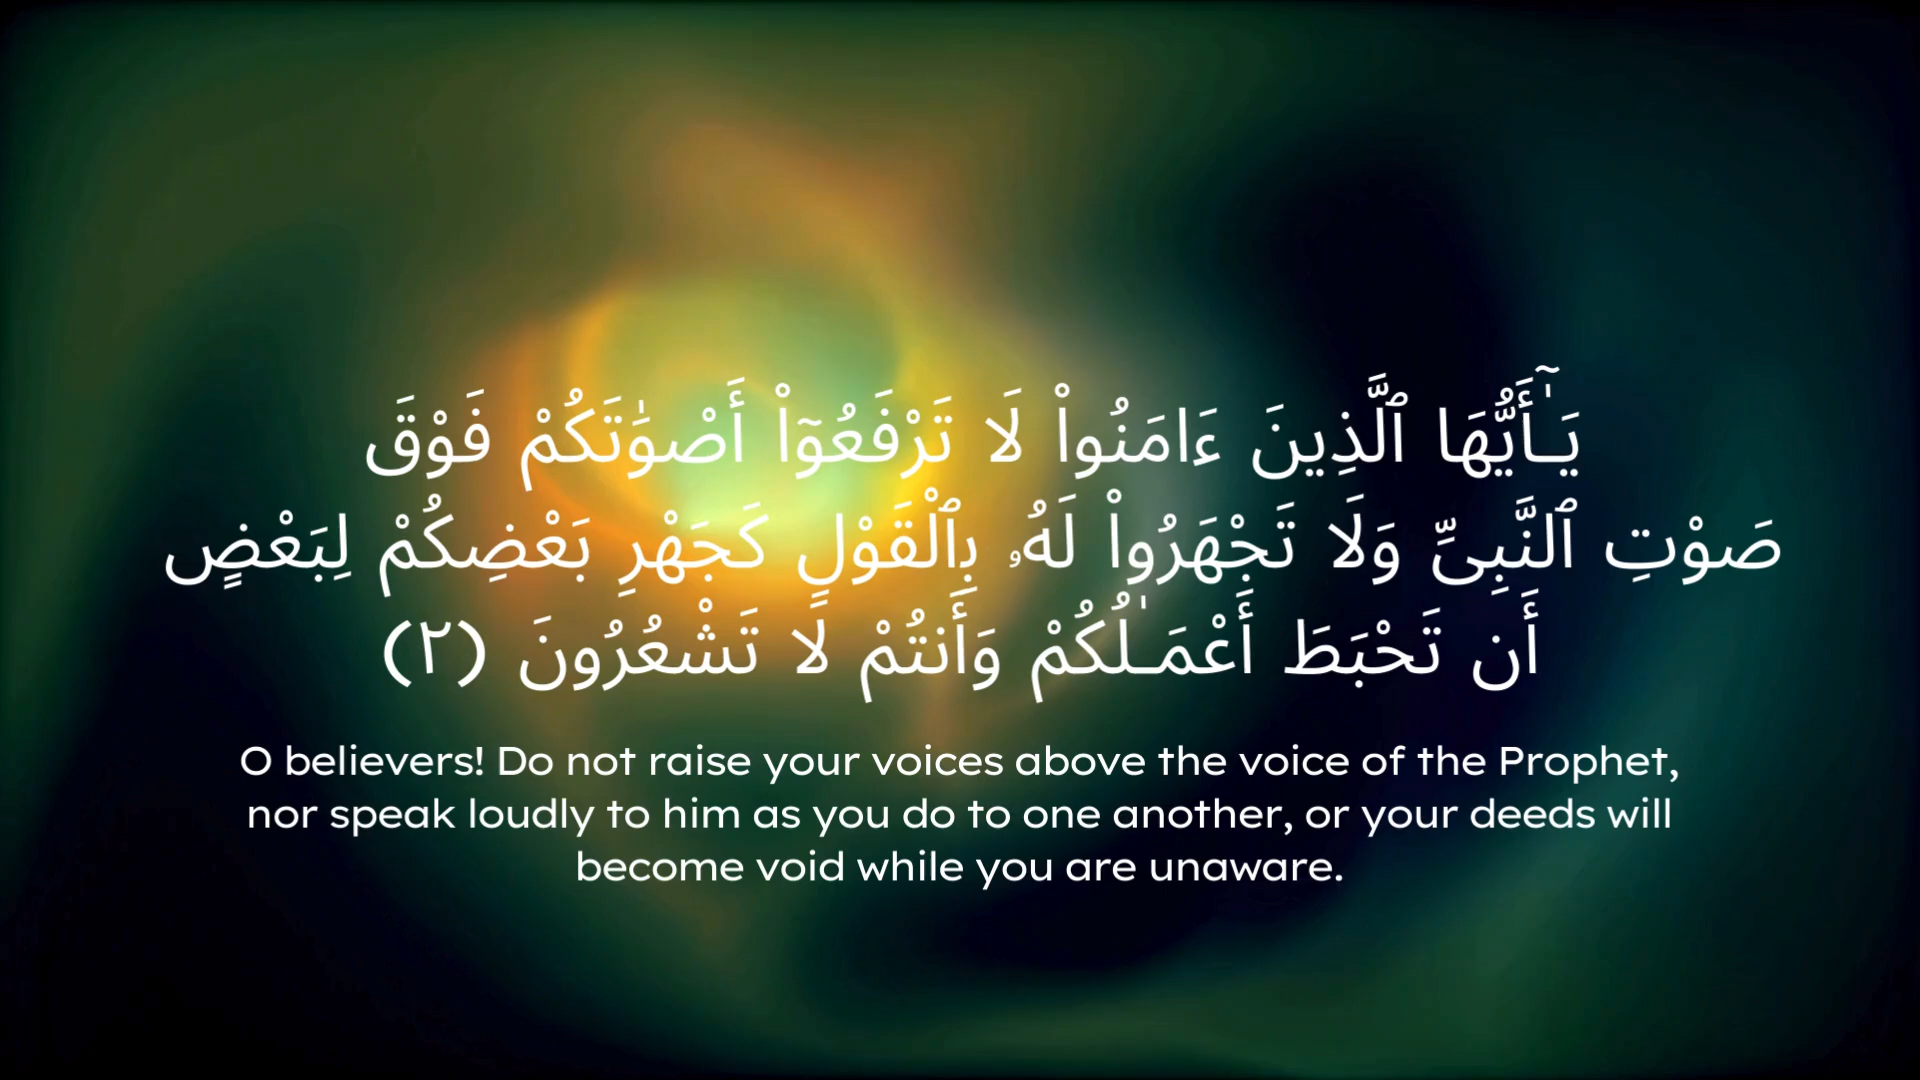 يَـٰٓأَيُّهَا ٱلَّذِينَ ءَامَنُوا۟ لَا تَرْفَعُوٓا۟ أَصْوَٰتَكُمْ فَوْقَ
صَوْتِ ٱلنَّبِىِّ وَلَا تَجْهَرُوا۟ لَهُۥ بِٱلْقَوْلِ كَجَهْرِ بَعْضِكُمْ لِبَعْضٍ
أَن تَحْبَطَ أَعْمَـٰلُكُمْ وَأَنتُمْ لَا تَشْعُرُونَ (٢)
O believers! Do not raise your voices above the voice of the Prophet,
nor speak loudly to him as you do to one another, or your deeds will
become void while you are unaware.